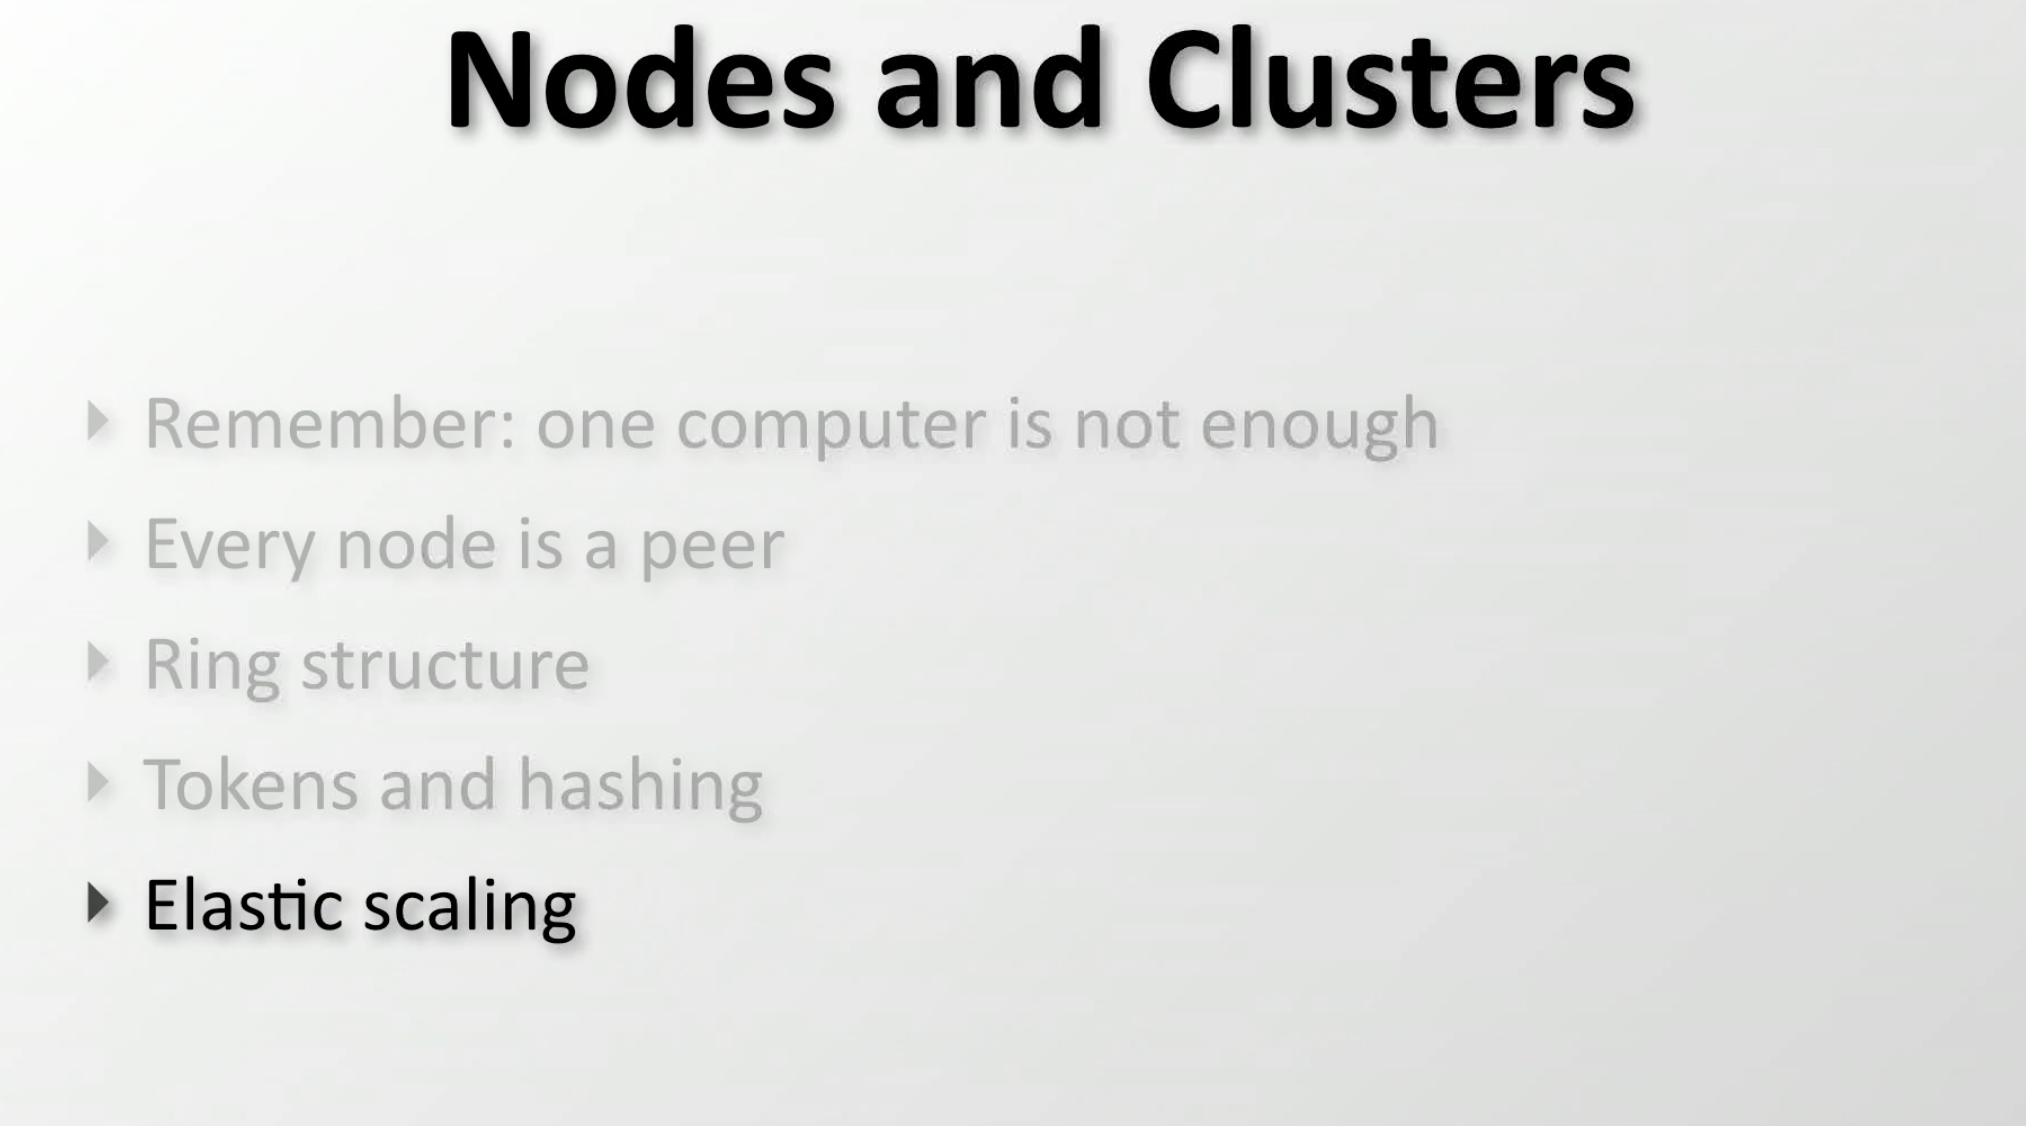 Nodes and Clusters
Remember: one computer is not enough
Every node is a peer
Ring structure
Tokens and hashing
Elastic scaling